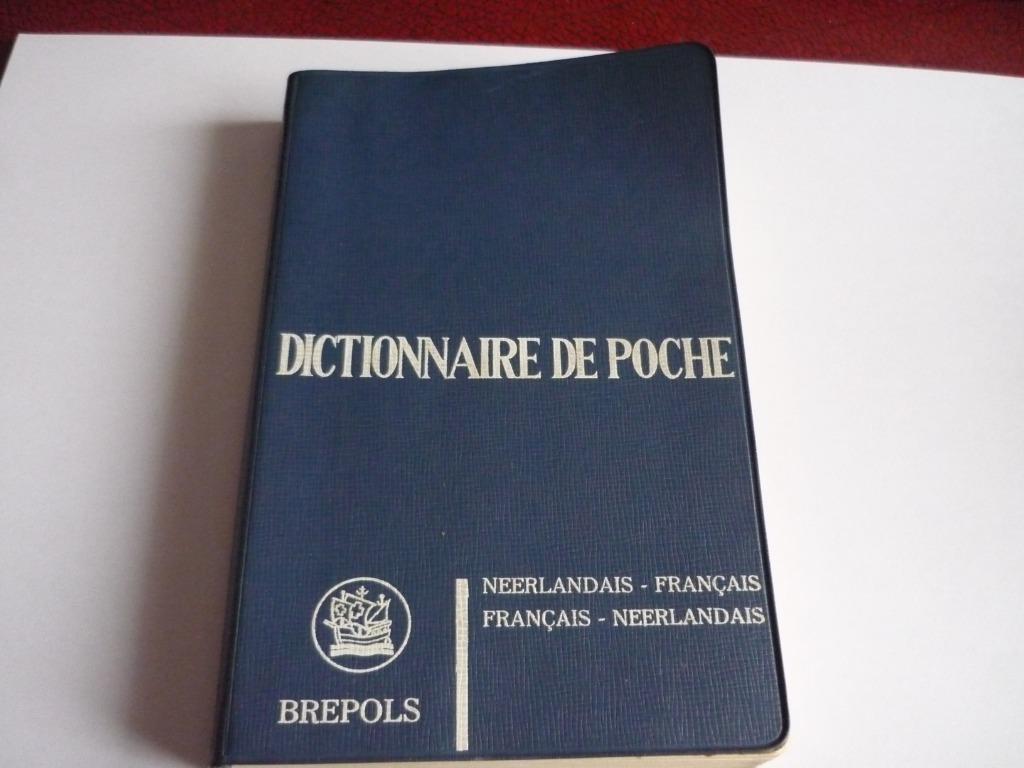 DICTIONNAIRE DE POCHE
NEERLANDAIS - FRANÇAIS
FRANÇAIS - NEERLANDAIS
BREPOLS